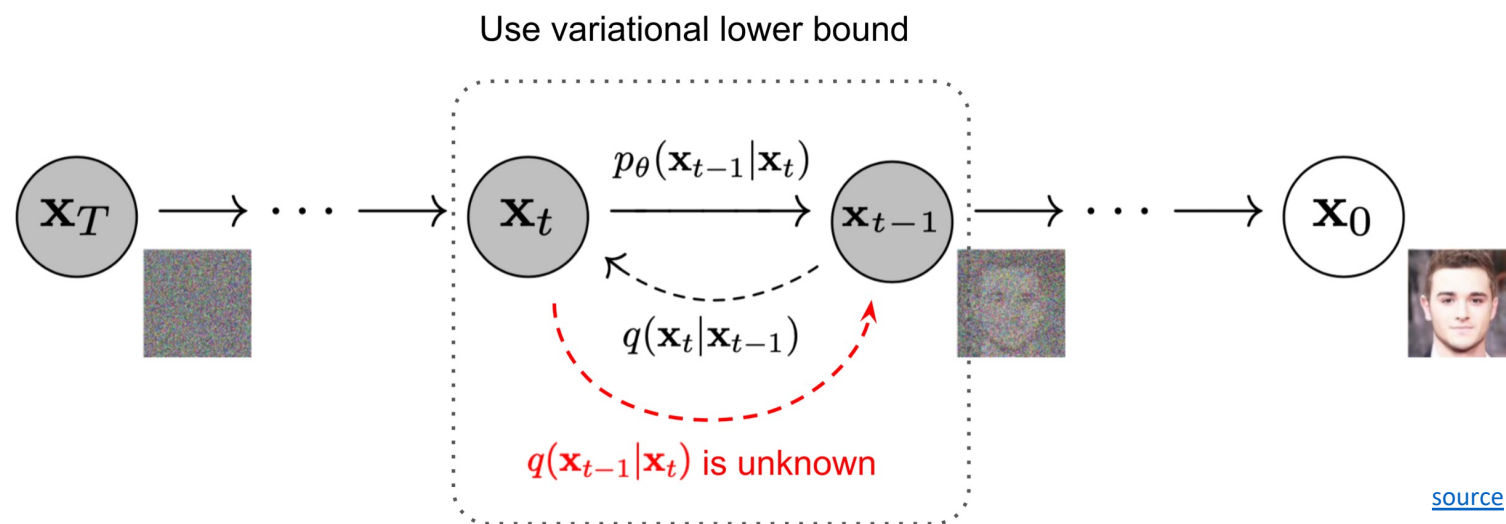 Use variational lower bound
p_θ(x_{t−1}|x_t)
x_T → ··· → x_t → x_{t−1} → ··· → x_0
q(x_t|x_{t−1})
q(x_{t−1}|x_t) is unknown
source